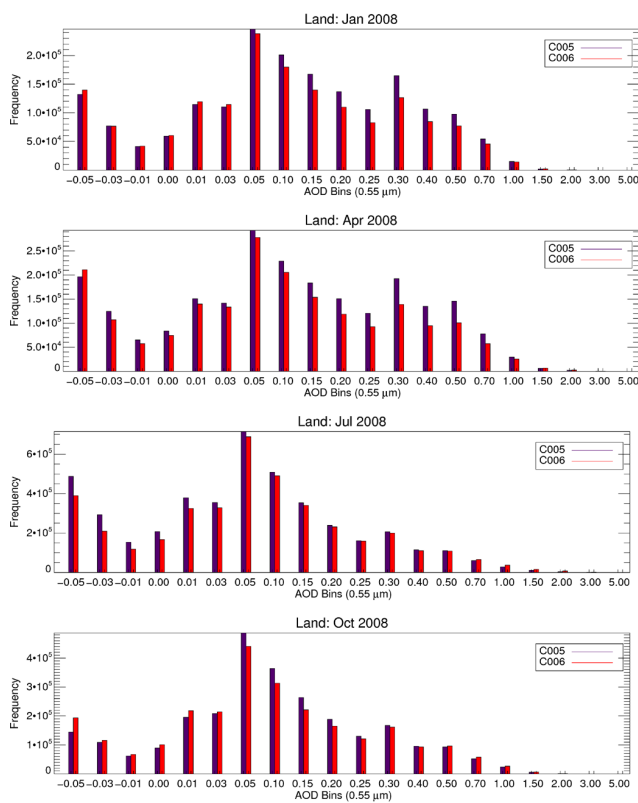 Land: Jan 2008
C005
C006
Frequency
2.0•10⁵
1.5•10⁵
1.0•10⁵
5.0•10⁴
0
−0.05 −0.03 −0.01 0.00 0.01 0.03 0.05 0.10 0.15 0.20 0.25 0.30 0.40 0.50 0.70 1.00 1.50 2.00 3.00 5.00
AOD Bins (0.55 μm)
Land: Apr 2008
C005
C006
Frequency
2.5•10⁵
2.0•10⁵
1.5•10⁵
1.0•10⁵
5.0•10⁴
0
−0.05 −0.03 −0.01 0.00 0.01 0.03 0.05 0.10 0.15 0.20 0.25 0.30 0.40 0.50 0.70 1.00 1.50 2.00 3.00 5.00
AOD Bins (0.55 μm)
Land: Jul 2008
C005
C006
Frequency
6•10⁵
4•10⁵
2•10⁵
0
−0.05 −0.03 −0.01 0.00 0.01 0.03 0.05 0.10 0.15 0.20 0.25 0.30 0.40 0.50 0.70 1.00 1.50 2.00 3.00 5.00
AOD Bins (0.55 μm)
Land: Oct 2008
C005
C006
Frequency
4•10⁵
3•10⁵
2•10⁵
1•10⁵
0
−0.05 −0.03 −0.01 0.00 0.01 0.03 0.05 0.10 0.15 0.20 0.25 0.30 0.40 0.50 0.70 1.00 1.50 2.00 3.00 5.00
AOD Bins (0.55 μm)